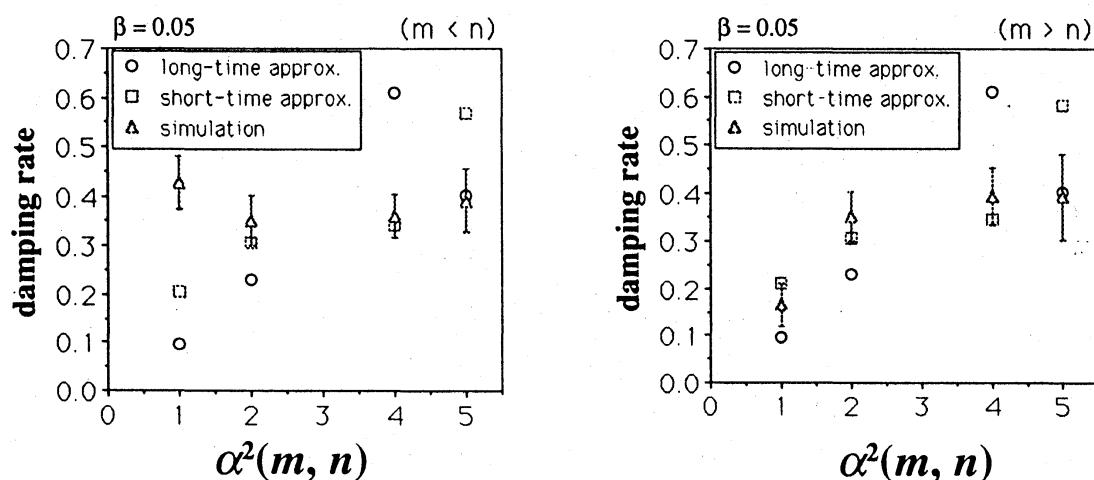 β = 0.05 (m < n)
0.7
0.6
0.5
0.4
0.3
0.2
0.1
0.0
damping rate
long-time approx.
short-time approx.
simulation
0 1 2 3 4 5
α²(m, n)
β = 0.05 (m > n)
0.7
0.6
0.5
0.4
0.3
0.2
0.1
0.0
damping rate
long-time approx.
short-time approx.
simulation
0 1 2 3 4 5
α²(m, n)